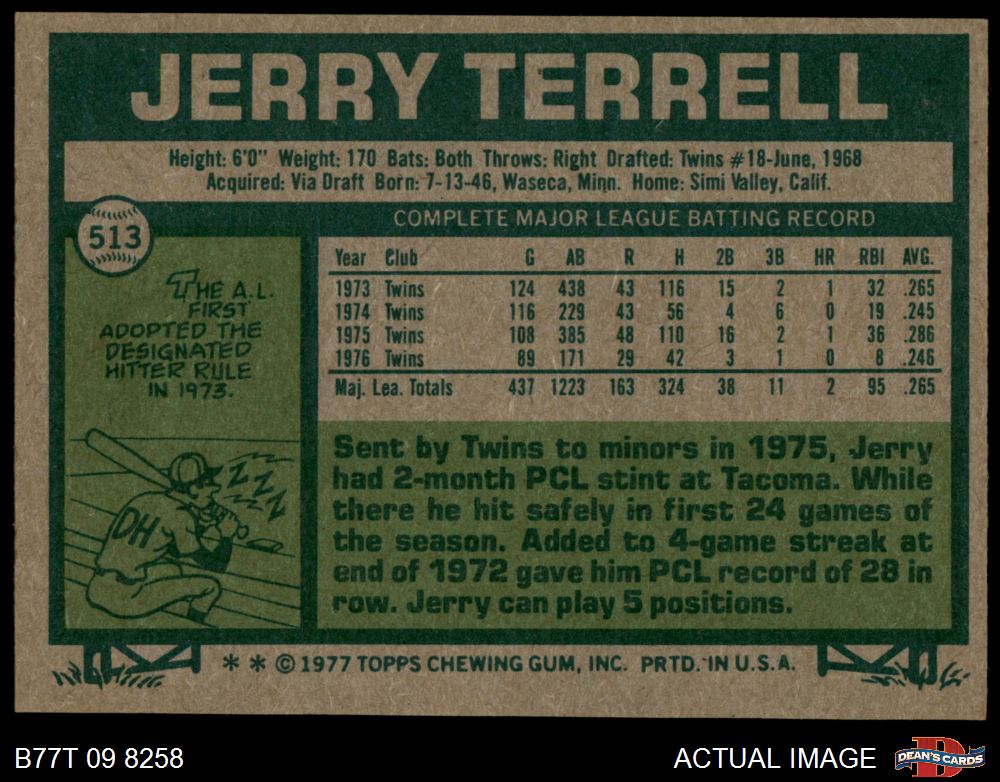 JERRY TERRELL
Height: 6'0" Weight: 170 Bats: Both Throws: Right Drafted: Twins #18-June, 1968
Acquired: Via Draft Born: 7-13-46, Waseca, Minn. Home: Simi Valley, Calif.
513
THE A.L.
FIRST
ADOPTED THE
DESIGNATED
HITTER RULE
IN 1973.
ZZZ
DH
COMPLETE MAJOR LEAGUE BATTING RECORD
Year Club G AB R H 2B 3B HR RBI AVG.
1973 Twins 124 438 43 116 15 2 1 32 .265
1974 Twins 116 229 43 56 4 6 0 19 .245
1975 Twins 108 385 48 110 16 2 1 36 .286
1976 Twins 89 171 29 42 3 1 0 8 .246
Maj. Lea. Totals 437 1223 163 324 38 11 2 95 .265
Sent by Twins to minors in 1975, Jerry
had 2-month PCL stint at Tacoma. While
there he hit safely in first 24 games of
the season. Added to 4-game streak at
end of 1972 gave him PCL record of 28 in
row. Jerry can play 5 positions.
* * © 1977 TOPPS CHEWING GUM, INC. PRTD. IN U.S.A.
B77T 09 8258
ACTUAL IMAGE
D
DEAN'S CARDS